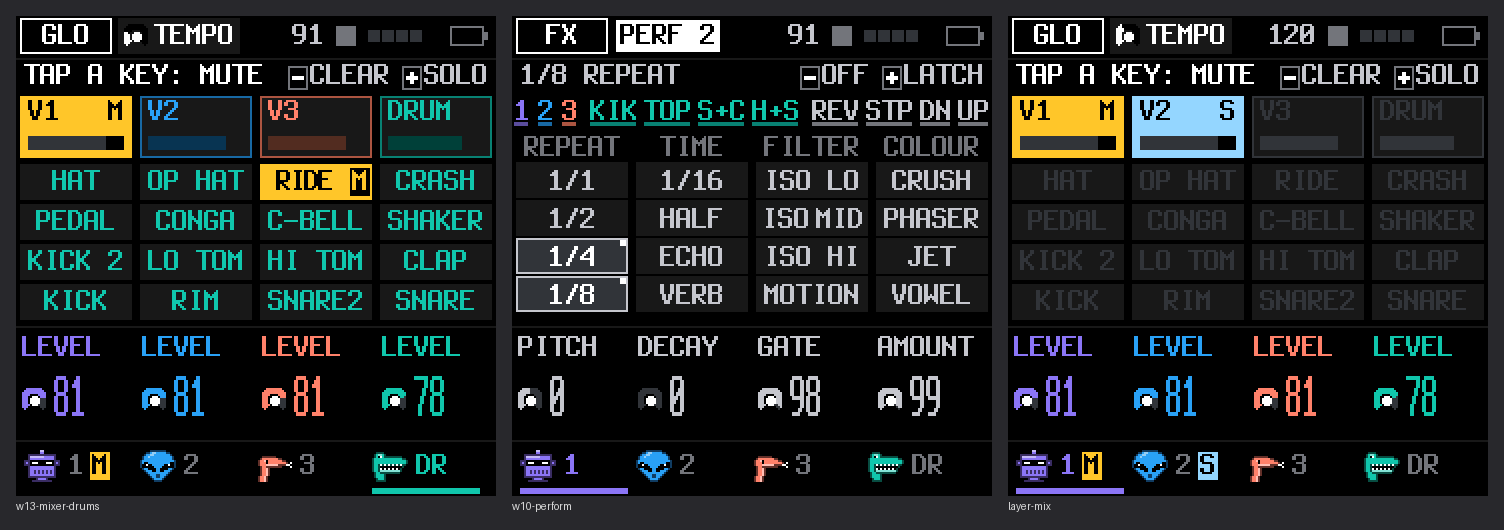 GLO TEMPO 91
TAP A KEY: MUTE -CLEAR +SOLO
V1 M V2 V3 DRUM
HAT OP HAT RIDE M CRASH
PEDAL CONGA C-BELL SHAKER
KICK 2 LO TOM HI TOM CLAP
KICK RIM SNARE2 SNARE
LEVEL LEVEL LEVEL LEVEL
81 81 81 78
1 M 2 3 DR
w13-mixer-drums
FX PERF 2 91
1/8 REPEAT -OFF +LATCH
1 2 3 KIK TOP S+C H+S REV STP DN UP
REPEAT TIME FILTER COLOUR
1/1 1/16 ISO LO CRUSH
1/2 HALF ISO MID PHASER
1/4 ECHO ISO HI JET
1/8 VERB MOTION VOWEL
PITCH DECAY GATE AMOUNT
0 0 98 99
1 2 3 DR
w10-perform
GLO TEMPO 120
TAP A KEY: MUTE -CLEAR +SOLO
V1 M V2 S V3 DRUM
HAT OP HAT RIDE CRASH
PEDAL CONGA C-BELL SHAKER
KICK 2 LO TOM HI TOM CLAP
KICK RIM SNARE2 SNARE
LEVEL LEVEL LEVEL LEVEL
81 81 81 78
1 M 2 S 3 DR
layer-mix